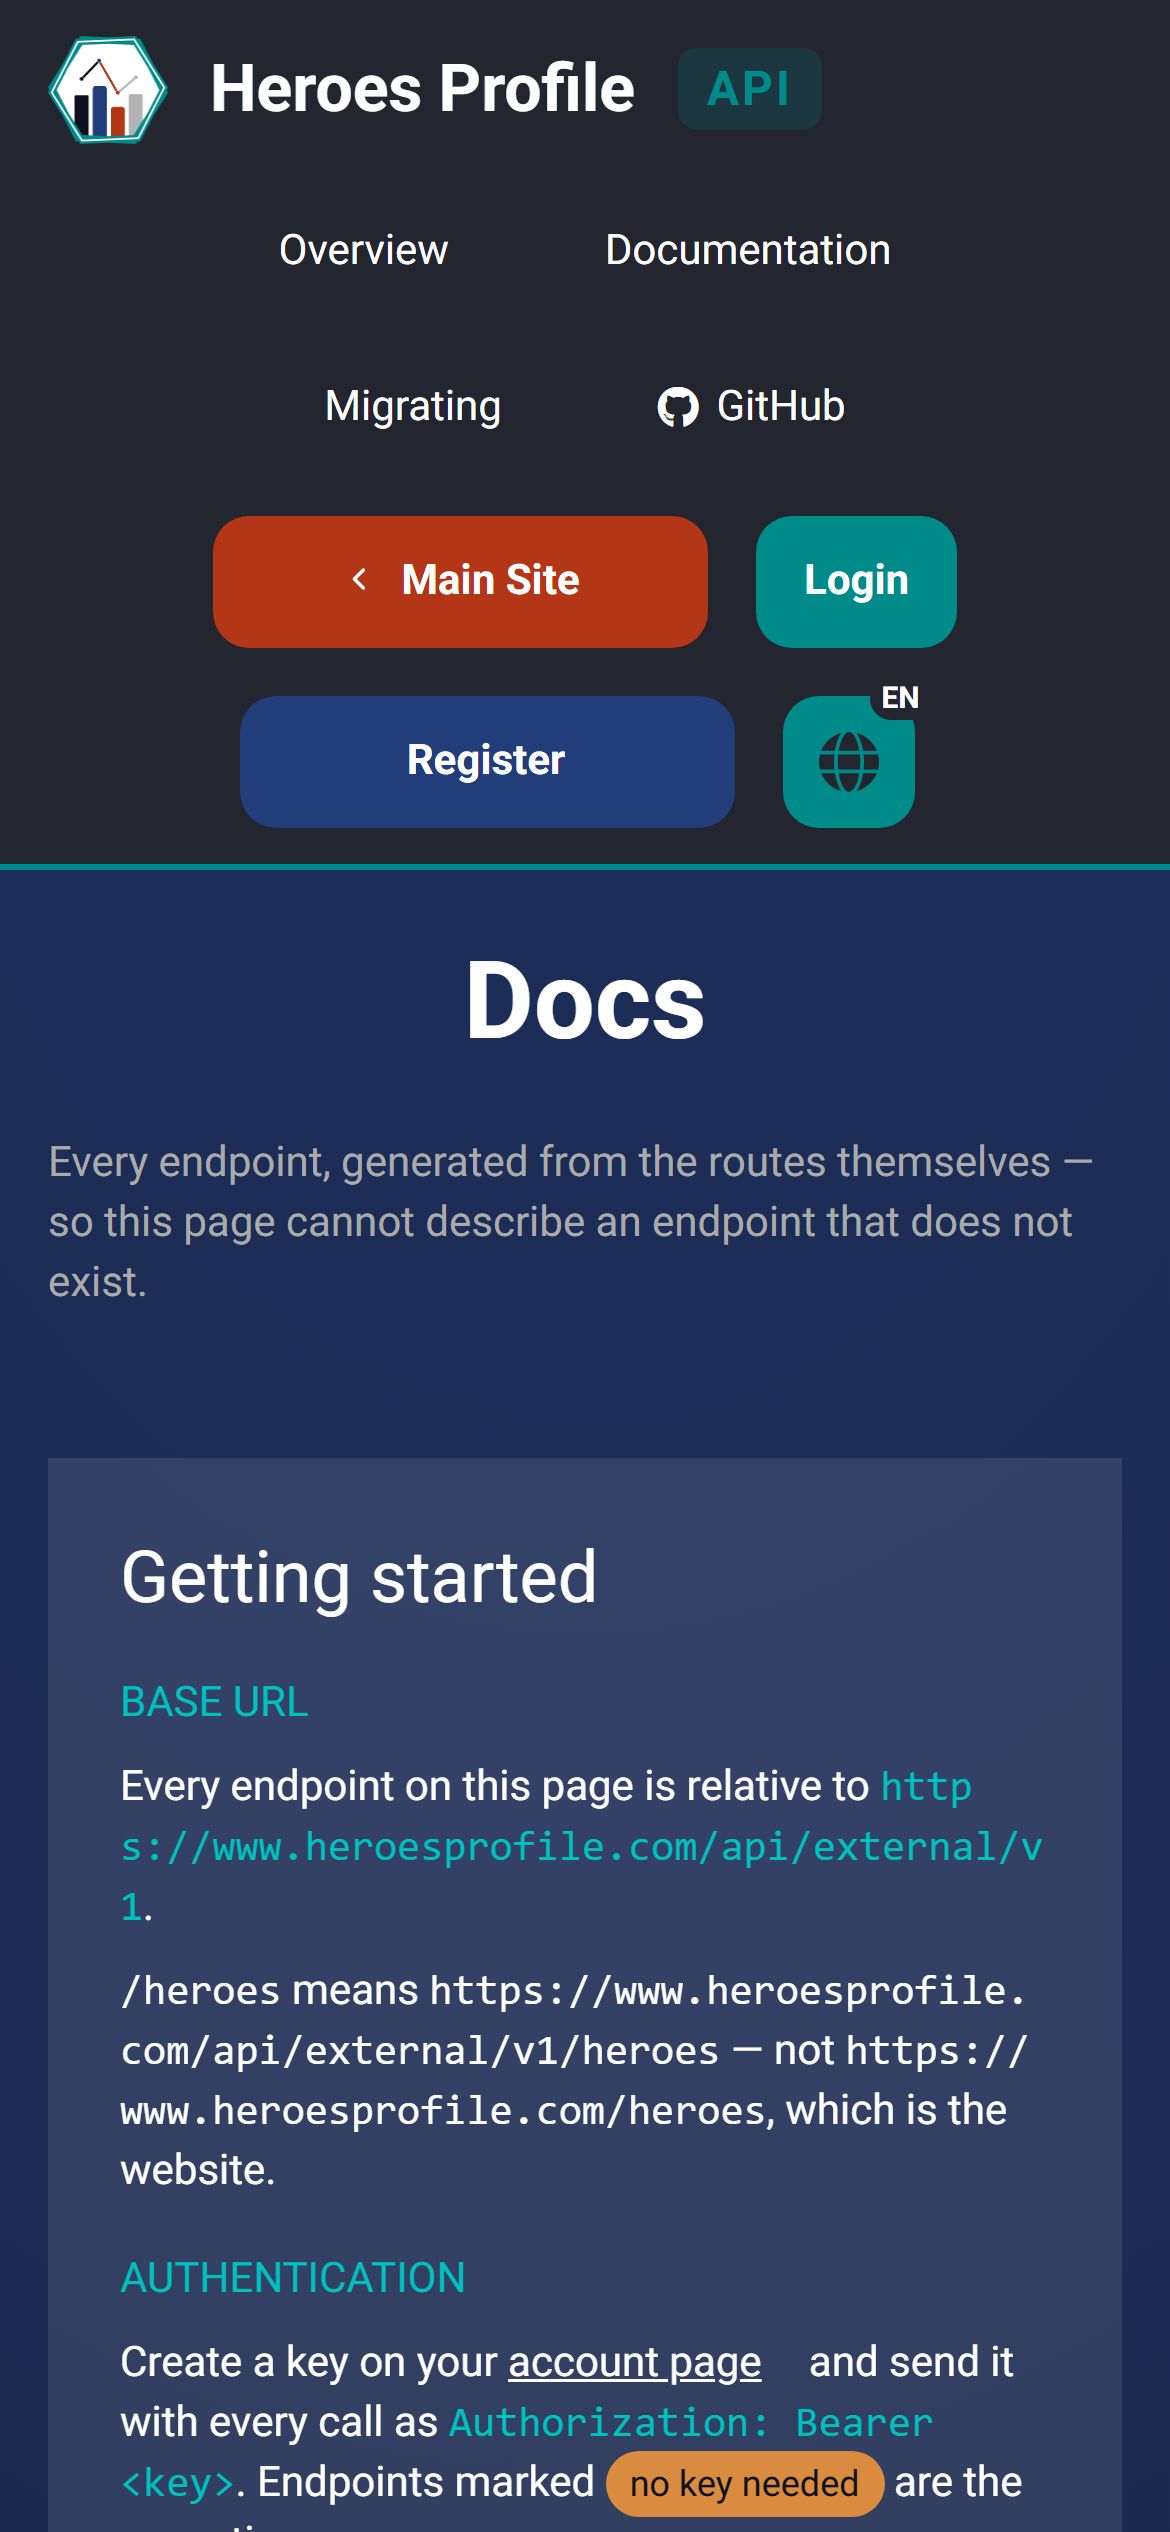 Heroes Profile API
Overview Documentation
Migrating GitHub
Main Site Login
EN
Register
Docs
Every endpoint, generated from the routes themselves —
so this page cannot describe an endpoint that does not
exist.
Getting started
BASE URL
Every endpoint on this page is relative to http
s://www.heroesprofile.com/api/external/v
1.
/heroes means https://www.heroesprofile.
com/api/external/v1/heroes — not https://
www.heroesprofile.com/heroes, which is the
website.
AUTHENTICATION
Create a key on your account page and send it
with every call as Authorization: Bearer
<key>. Endpoints marked no key needed are the